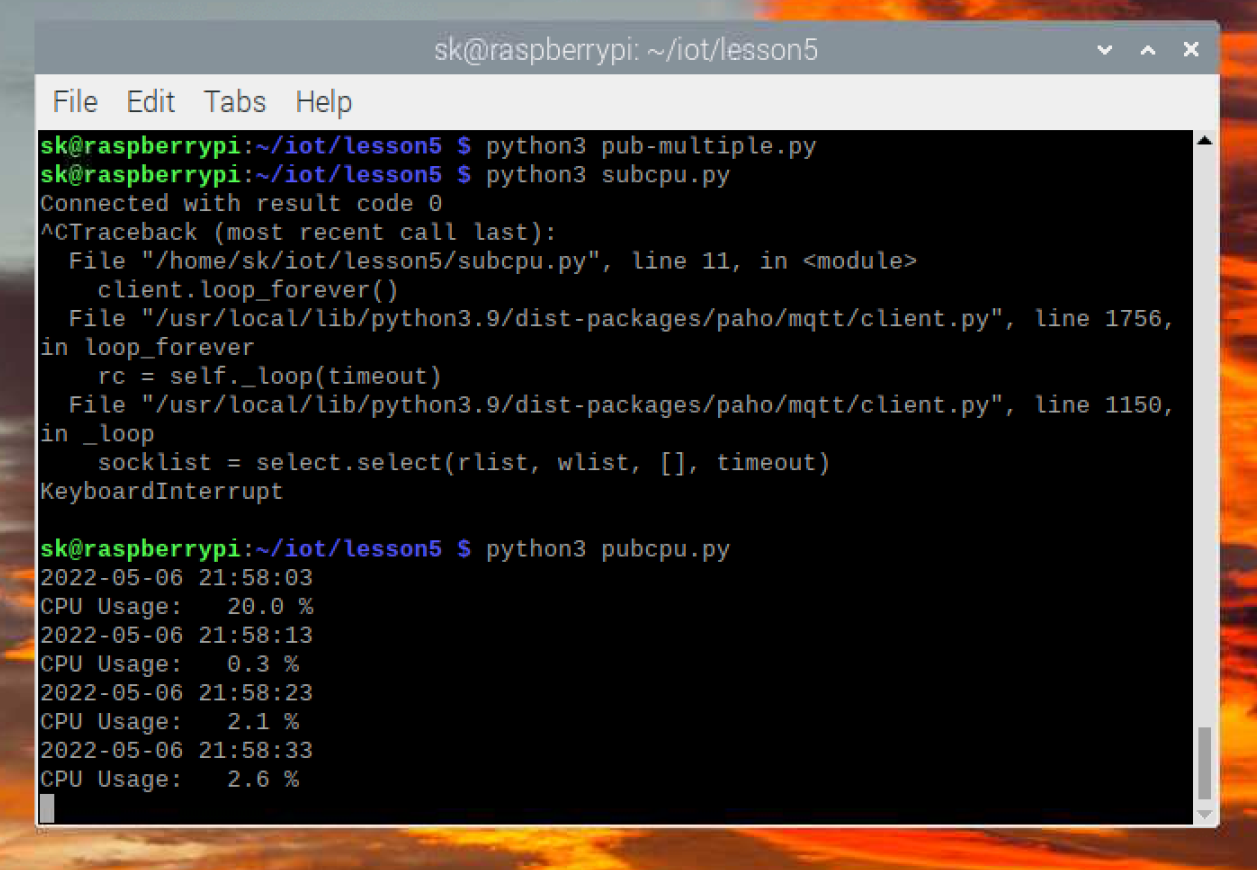 sk@raspberrypi: ~/iot/lesson5
File Edit Tabs Help
sk@raspberrypi:~/iot/lesson5 $ python3 pub-multiple.py
sk@raspberrypi:~/iot/lesson5 $ python3 subcpu.py
Connected with result code 0
^CTraceback (most recent call last):
  File "/home/sk/iot/lesson5/subcpu.py", line 11, in <module>
    client.loop_forever()
  File "/usr/local/lib/python3.9/dist-packages/paho/mqtt/client.py", line 1756,
in loop_forever
    rc = self._loop(timeout)
  File "/usr/local/lib/python3.9/dist-packages/paho/mqtt/client.py", line 1150,
in _loop
    socklist = select.select(rlist, wlist, [], timeout)
KeyboardInterrupt
sk@raspberrypi:~/iot/lesson5 $ python3 pubcpu.py
2022-05-06 21:58:03
CPU Usage:   20.0 %
2022-05-06 21:58:13
CPU Usage:   0.3 %
2022-05-06 21:58:23
CPU Usage:   2.1 %
2022-05-06 21:58:33
CPU Usage:   2.6 %